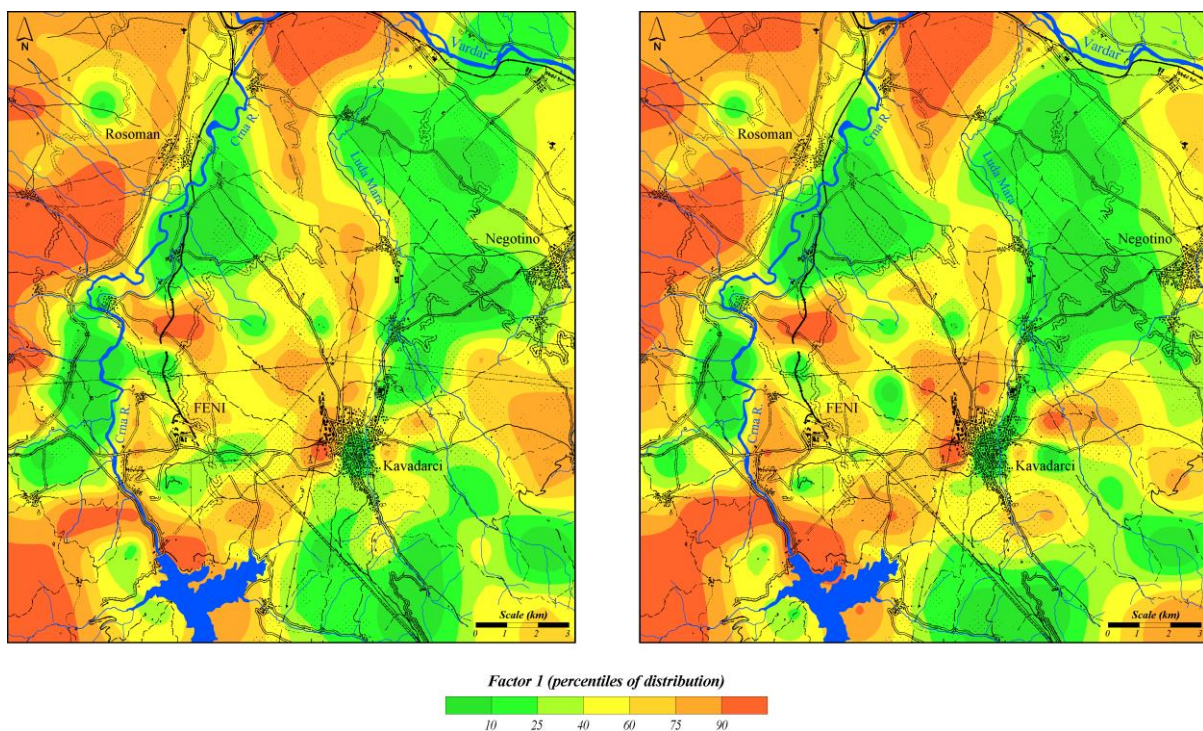 N
Vardar
Rosoman
Crna R.
Luda Mara
Negotino
FENI
Crna R.
Kavadarci
Scale (km)
0 1 2 3
N
Vardar
Rosoman
Crna R.
Luda Mara
Negotino
FENI
Crna R.
Kavadarci
Scale (km)
0 1 2 3
Factor 1 (percentiles of distribution)
10 25 40 60 75 90